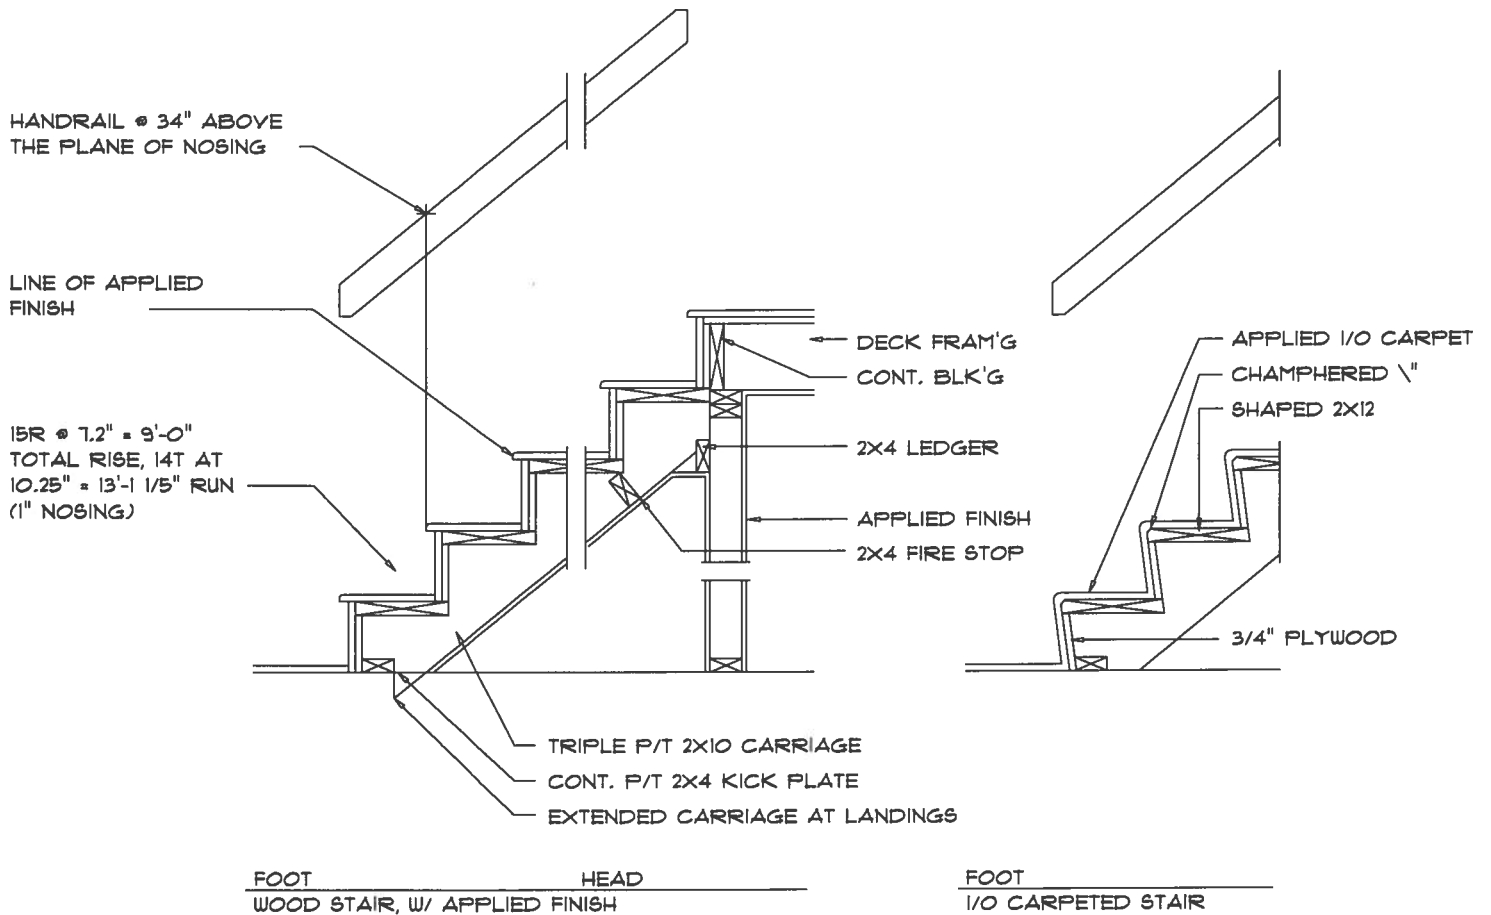 HANDRAIL @ 34" ABOVE
THE PLANE OF NOSING
LINE OF APPLIED
FINISH
15R @ 7.2" = 9'-0"
TOTAL RISE, 14T AT
10.25" = 13'-1 1/5" RUN
(1" NOSING)
DECK FRAM'G
CONT. BLK'G
2X4 LEDGER
APPLIED FINISH
2X4 FIRE STOP
TRIPLE P/T 2X10 CARRIAGE
CONT. P/T 2X4 KICK PLATE
EXTENDED CARRIAGE AT LANDINGS
FOOT HEAD
WOOD STAIR, W/ APPLIED FINISH
APPLIED I/O CARPET
CHAMPHERED \"
SHAPED 2X12
3/4" PLYWOOD
FOOT
I/O CARPETED STAIR